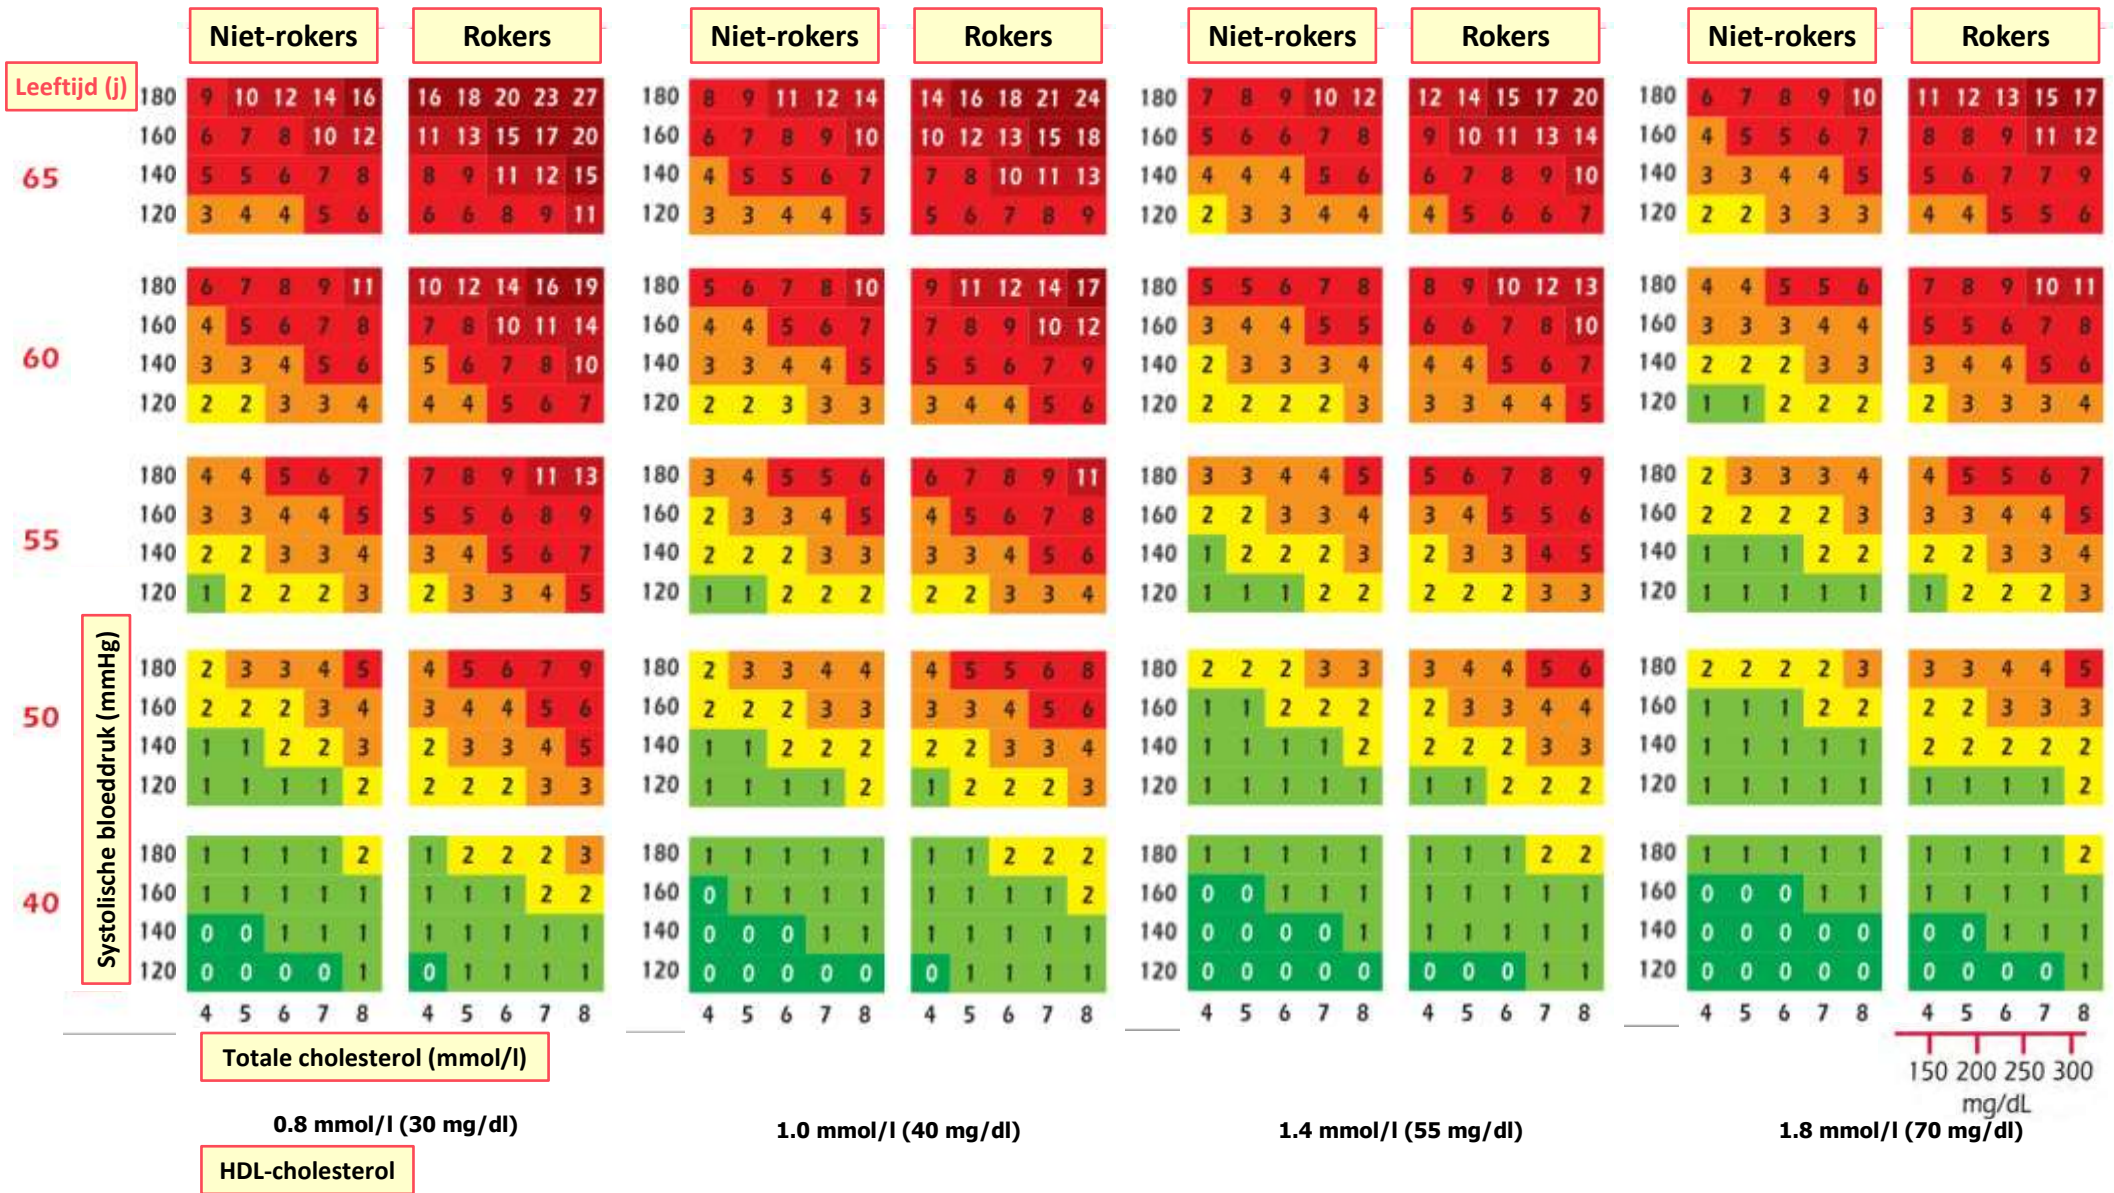 Niet-rokers Rokers Niet-rokers Rokers Niet-rokers Rokers Niet-rokers Rokers
Leeftijd (j)
180 9 10 12 14 16 16 18 20 23 27 180 8 9 11 12 14 14 16 18 21 24 180 7 8 9 10 12 12 14 15 17 20 180 6 7 8 9 10 11 12 13 15 17
160 6 7 8 10 12 11 13 15 17 20 160 6 7 8 9 10 10 12 13 15 18 160 5 6 6 7 8 9 10 11 13 14 160 4 5 5 6 7 8 8 9 11 12
65 140 5 5 6 7 8 8 9 11 12 15 140 4 5 5 6 7 7 8 10 11 13 140 4 4 4 5 6 6 7 8 9 10 140 3 3 4 4 5 5 6 7 7 9
120 3 4 4 5 6 6 6 8 9 11 120 3 3 4 4 5 5 6 7 8 9 120 2 3 3 4 4 4 5 6 6 7 120 2 2 3 3 3 4 4 5 5 6
180 6 7 8 9 11 10 12 14 16 19 180 5 6 7 8 10 9 11 12 14 17 180 5 5 6 7 8 8 9 10 12 13 180 4 4 5 5 6 7 8 9 10 11
160 4 5 6 7 8 7 8 10 11 14 160 4 4 5 6 7 7 8 9 10 12 160 3 4 4 5 5 6 6 7 8 10 160 3 3 3 4 4 5 5 6 7 8
60 140 3 3 4 5 6 5 6 7 8 10 140 3 3 4 4 5 5 5 6 7 9 140 2 3 3 3 4 4 4 5 6 7 140 2 2 2 3 3 3 4 4 5 6
120 2 2 3 3 4 4 4 5 6 7 120 2 2 3 3 3 3 4 4 5 6 120 2 2 2 2 3 3 3 4 4 5 120 1 1 2 2 2 2 3 3 3 4
180 4 4 5 6 7 7 8 9 11 13 180 3 4 5 5 6 6 7 8 9 11 180 3 3 4 4 5 5 6 7 8 9 180 2 3 3 3 4 4 5 5 6 7
160 3 3 4 4 5 5 5 6 8 9 160 2 3 3 4 5 4 5 6 7 8 160 2 2 3 3 4 3 4 5 5 6 160 2 2 2 2 3 3 3 4 4 5
55 140 2 2 3 3 4 3 4 5 6 7 140 2 2 2 3 3 3 3 4 5 6 140 1 2 2 2 3 2 3 3 4 5 140 1 1 1 2 2 2 2 3 3 4
120 1 2 2 2 3 2 3 3 4 5 120 1 1 2 2 2 2 2 3 3 4 120 1 1 1 2 2 2 2 2 3 3 120 1 1 1 1 1 1 2 2 2 3
Systolische bloeddruk (mmHg)
180 2 3 3 4 5 4 5 6 7 9 180 2 3 3 4 4 4 5 5 6 8 180 2 2 2 3 3 3 4 4 5 6 180 2 2 2 2 3 3 3 4 4 5
50 160 2 2 2 3 4 3 4 4 5 6 160 2 2 2 3 3 3 3 4 5 6 160 1 1 2 2 2 2 3 3 4 4 160 1 1 1 2 2 2 2 3 3 3
140 1 1 2 2 3 2 3 3 4 5 140 1 1 2 2 2 2 2 3 3 4 140 1 1 1 1 2 2 2 2 3 3 140 1 1 1 1 1 2 2 2 2 2
120 1 1 1 1 2 2 2 2 3 3 120 1 1 1 1 2 1 2 2 2 3 120 1 1 1 1 1 1 1 2 2 2 120 1 1 1 1 1 1 1 1 1 2
180 1 1 1 1 2 1 2 2 2 3 180 1 1 1 1 1 1 1 2 2 2 180 1 1 1 1 1 1 1 1 2 2 180 1 1 1 1 1 1 1 1 1 2
40 160 1 1 1 1 1 1 1 1 2 2 160 0 1 1 1 1 1 1 1 1 2 160 0 0 1 1 1 1 1 1 1 1 160 0 0 0 1 1 1 1 1 1 1
140 0 0 1 1 1 1 1 1 1 1 140 0 0 0 1 1 1 1 1 1 1 140 0 0 0 0 1 1 1 1 1 1 140 0 0 0 0 0 0 0 1 1 1
120 0 0 0 0 1 0 1 1 1 1 120 0 0 0 0 0 0 1 1 1 1 120 0 0 0 0 0 0 0 0 1 1 120 0 0 0 0 0 0 0 0 0 1
4 5 6 7 8 4 5 6 7 8 4 5 6 7 8 4 5 6 7 8 4 5 6 7 8 4 5 6 7 8 4 5 6 7 8 4 5 6 7 8
Totale cholesterol (mmol/l)
150 200 250 300
mg/dL
0.8 mmol/l (30 mg/dl) 1.0 mmol/l (40 mg/dl) 1.4 mmol/l (55 mg/dl) 1.8 mmol/l (70 mg/dl)
HDL-cholesterol